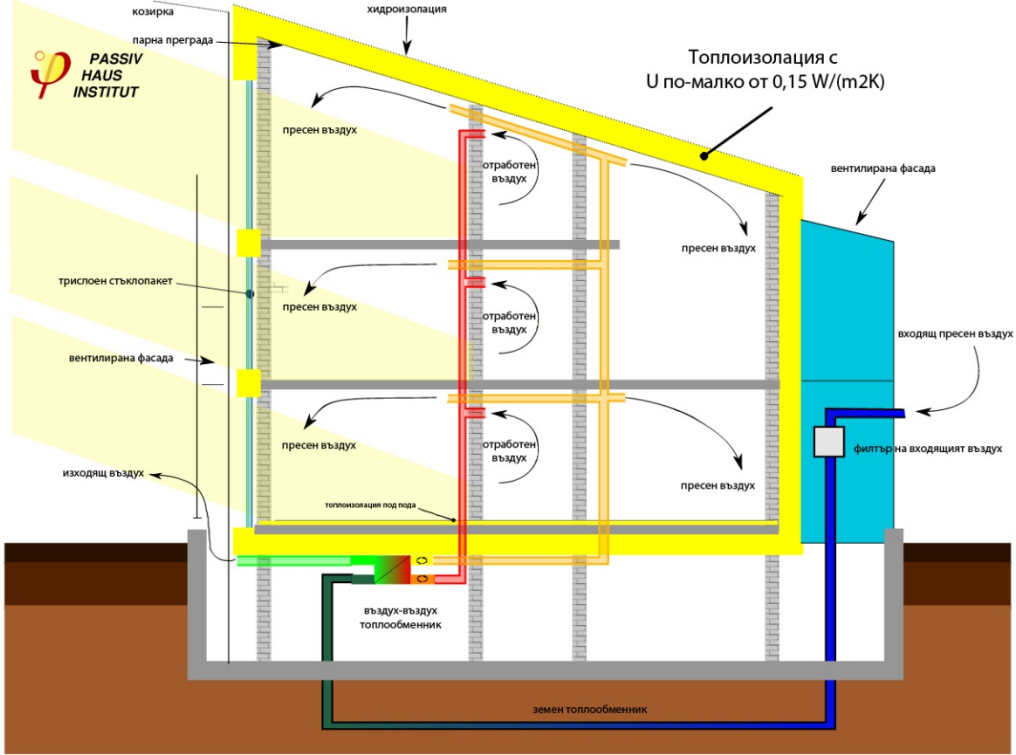 козирка
хидроизолация
парна преграда
PASSIV
HAUS
INSTITUT
Топлоизолация с
U по-малко от 0,15 W/(m2K)
пресен въздух
отработен
въздух
вентилирана фасада
пресен въздух
трислоен стъклопакет
пресен въздух
отработен
въздух
входящ пресен въздух
вентилирана фасада
пресен въздух
отработен
въздух
филтър на входящият въздух
изходящ въздух
пресен въздух
топлоизолация под пода
въздух-въздух
топлообменник
земен топлообменник